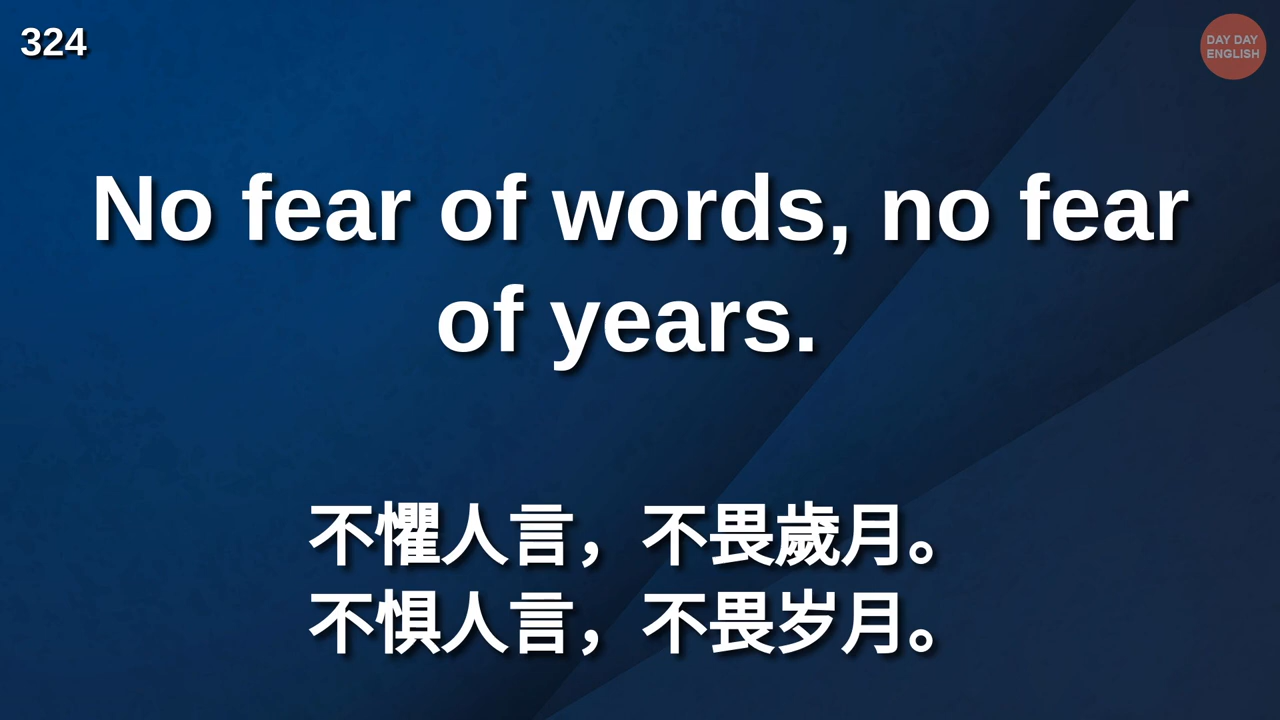 324
DAY DAY
ENGLISH
No fear of words, no fear
of years.
不懼人言，不畏歲月。
不惧人言，不畏岁月。